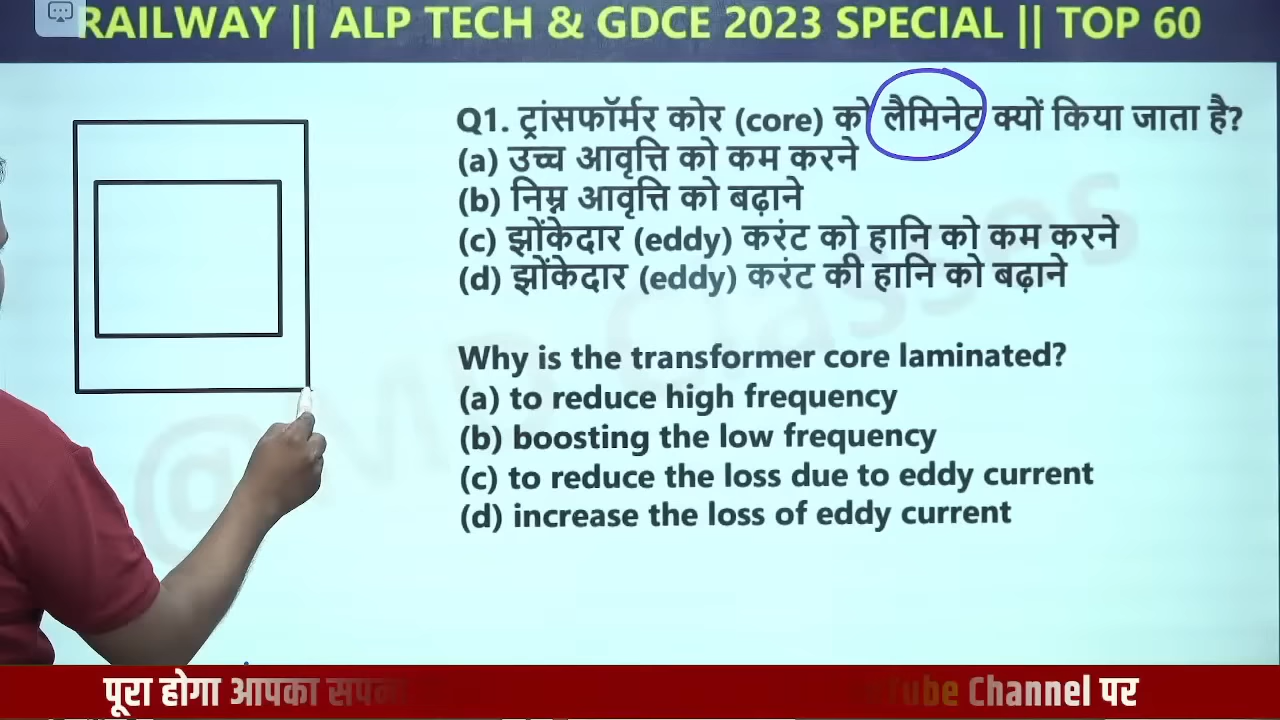 RAILWAY || ALP TECH & GDCE 2023 SPECIAL || TOP 60
Q1. ट्रांसफॉर्मर कोर (core) को लैमिनेट क्यों किया जाता है?
(a) उच्च आवृत्ति को कम करने
(b) निम्न आवृत्ति को बढ़ाने
(c) झोंकेदार (eddy) करंट को हानि को कम करने
(d) झोंकेदार (eddy) करंट की हानि को बढ़ाने
Why is the transformer core laminated?
(a) to reduce high frequency
(b) boosting the low frequency
(c) to reduce the loss due to eddy current
(d) increase the loss of eddy current
पूरा होगा आपका सपना Tube Channel पर